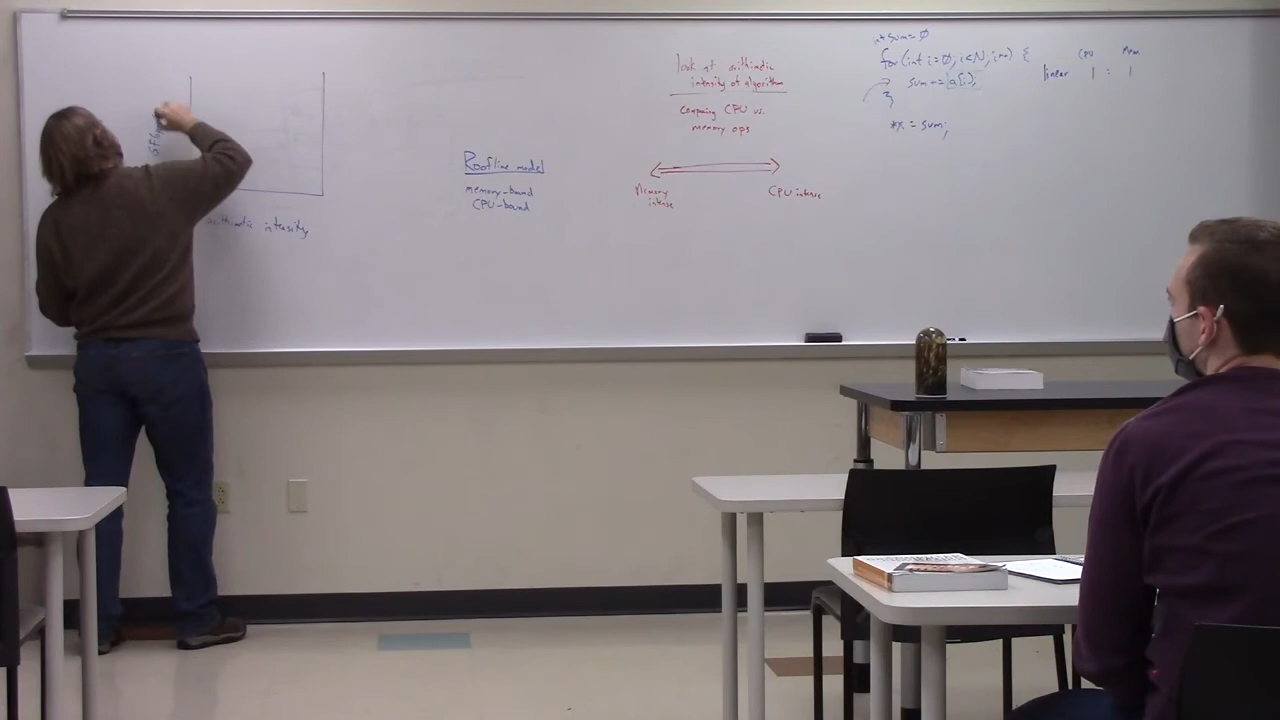 arithmetic intensity
Roofline model
memory-bound
CPU-bound
look at arithmetic
intensity of algorithm
comparing CPU vs.
memory ops
Memory
intense
CPU intense
int sum = 0
for (int i=0; i<N; i++) {
sum += a[i];
}
*x = sum;
CPU Mem
linear 1 : 1